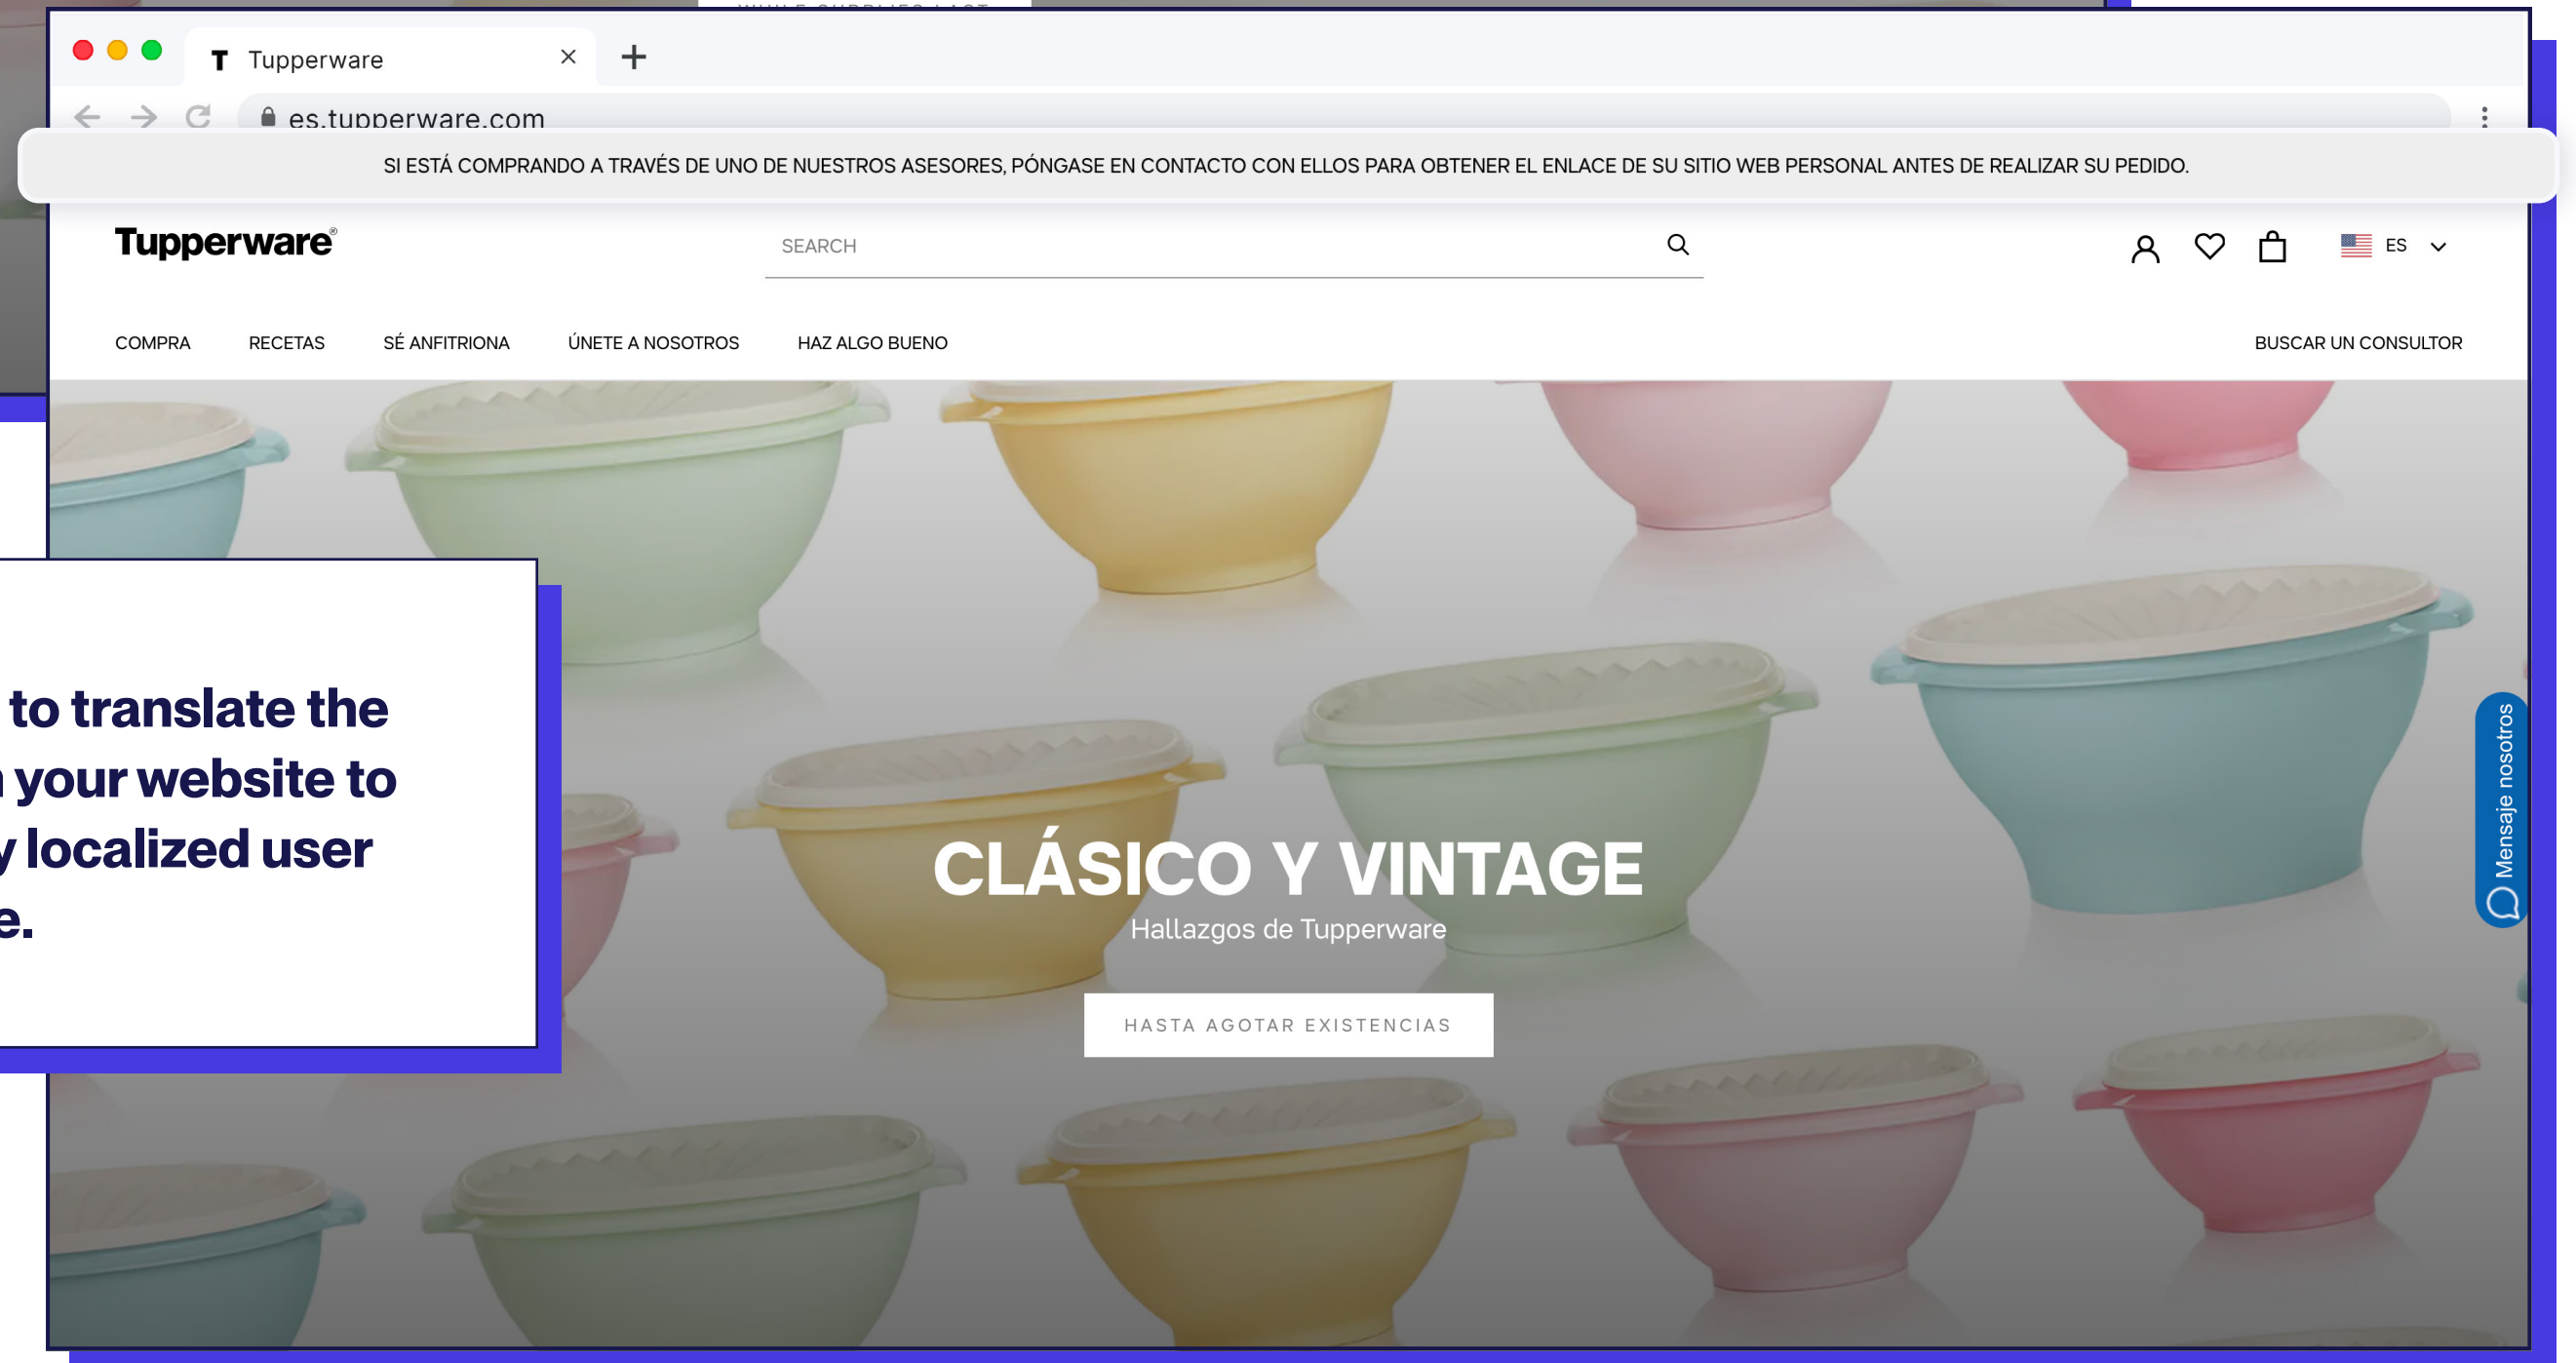 WHILE SUPPLIES LAST
Tupperware
es.tupperware.com
SI ESTÁ COMPRANDO A TRAVÉS DE UNO DE NUESTROS ASESORES, PÓNGASE EN CONTACTO CON ELLOS PARA OBTENER EL ENLACE DE SU SITIO WEB PERSONAL ANTES DE REALIZAR SU PEDIDO.
Tupperware®
SEARCH
ES
COMPRA RECETAS SÉ ANFITRIONA ÚNETE A NOSOTROS HAZ ALGO BUENO BUSCAR UN CONSULTOR
to translate the
your website to
localized user
CLÁSICO Y VINTAGE
Hallazgos de Tupperware
HASTA AGOTAR EXISTENCIAS
Mensaje nosotros